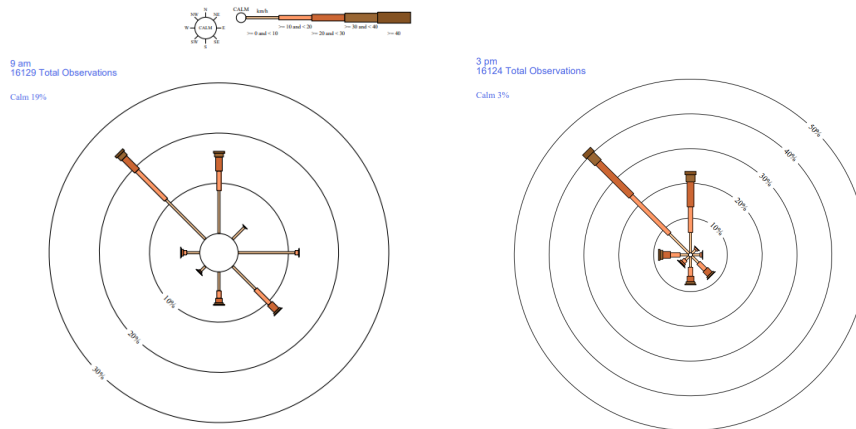 CALM km/h
>= 10 and < 20 >= 30 and < 40
>= 0 and < 10 >= 20 and < 30 >= 40
N
NW NE
W CALM E
SW SE
S
9 am
16129 Total Observations
Calm 19%
10%
20%
30%
3 pm
16124 Total Observations
Calm 3%
50%
40%
30%
20%
10%